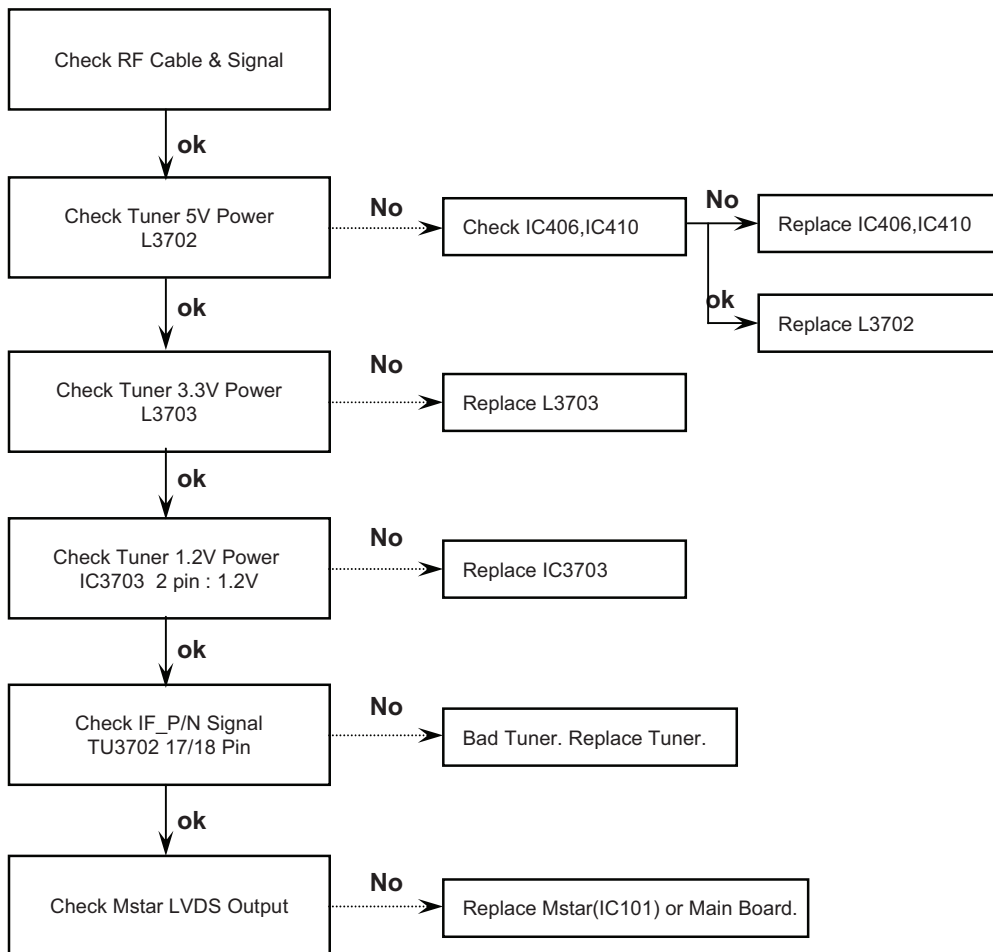 Check RF Cable & Signal
ok
Check Tuner 5V Power
L3702
No
Check IC406,IC410
No
Replace IC406,IC410
ok
Replace L3702
ok
Check Tuner 3.3V Power
L3703
No
Replace L3703
ok
Check Tuner 1.2V Power
IC3703 2 pin : 1.2V
No
Replace IC3703
ok
Check IF_P/N Signal
TU3702 17/18 Pin
No
Bad Tuner. Replace Tuner.
ok
Check Mstar LVDS Output
No
Replace Mstar(IC101) or Main Board.